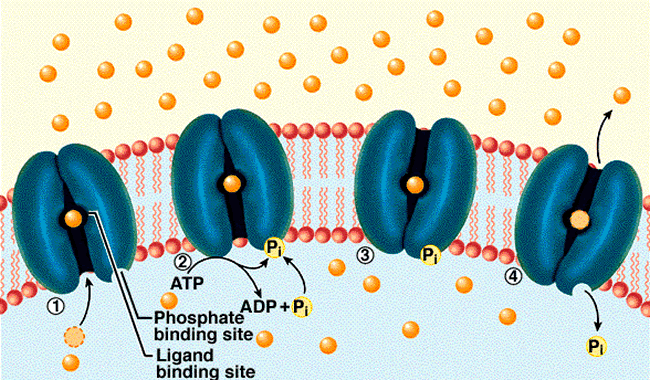 ①
②
③
④
Pi
Pi
ATP
ADP + Pi
Phosphate
binding site
Ligand
binding site
Pi